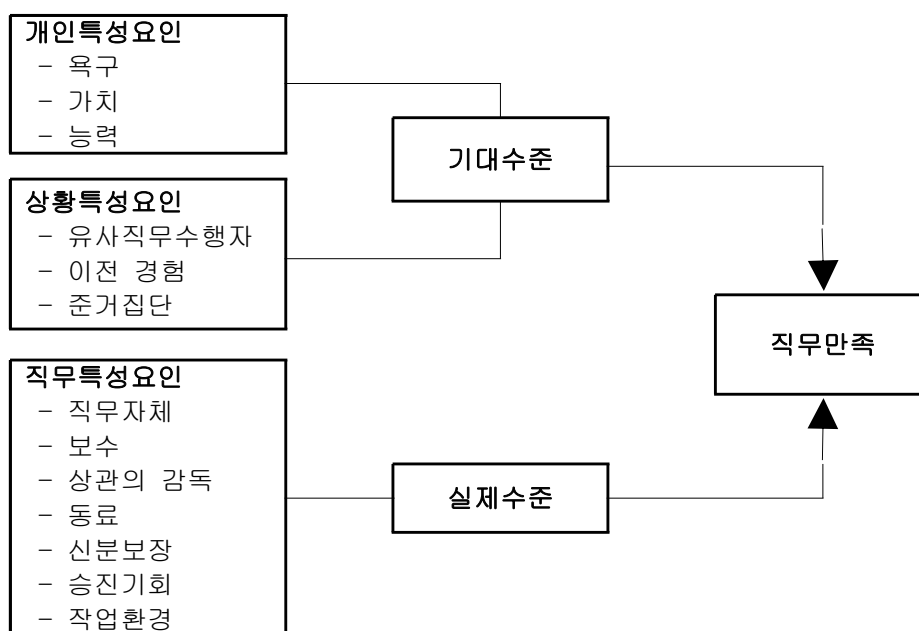 개인특성요인
- 욕구
- 가치
- 능력
기대수준
상황특성요인
- 유사직무수행자
- 이전 경험
- 준거집단
직무만족
직무특성요인
- 직무자체
- 보수
- 상관의 감독
- 동료
- 신분보장
- 승진기회
- 작업환경
실제수준